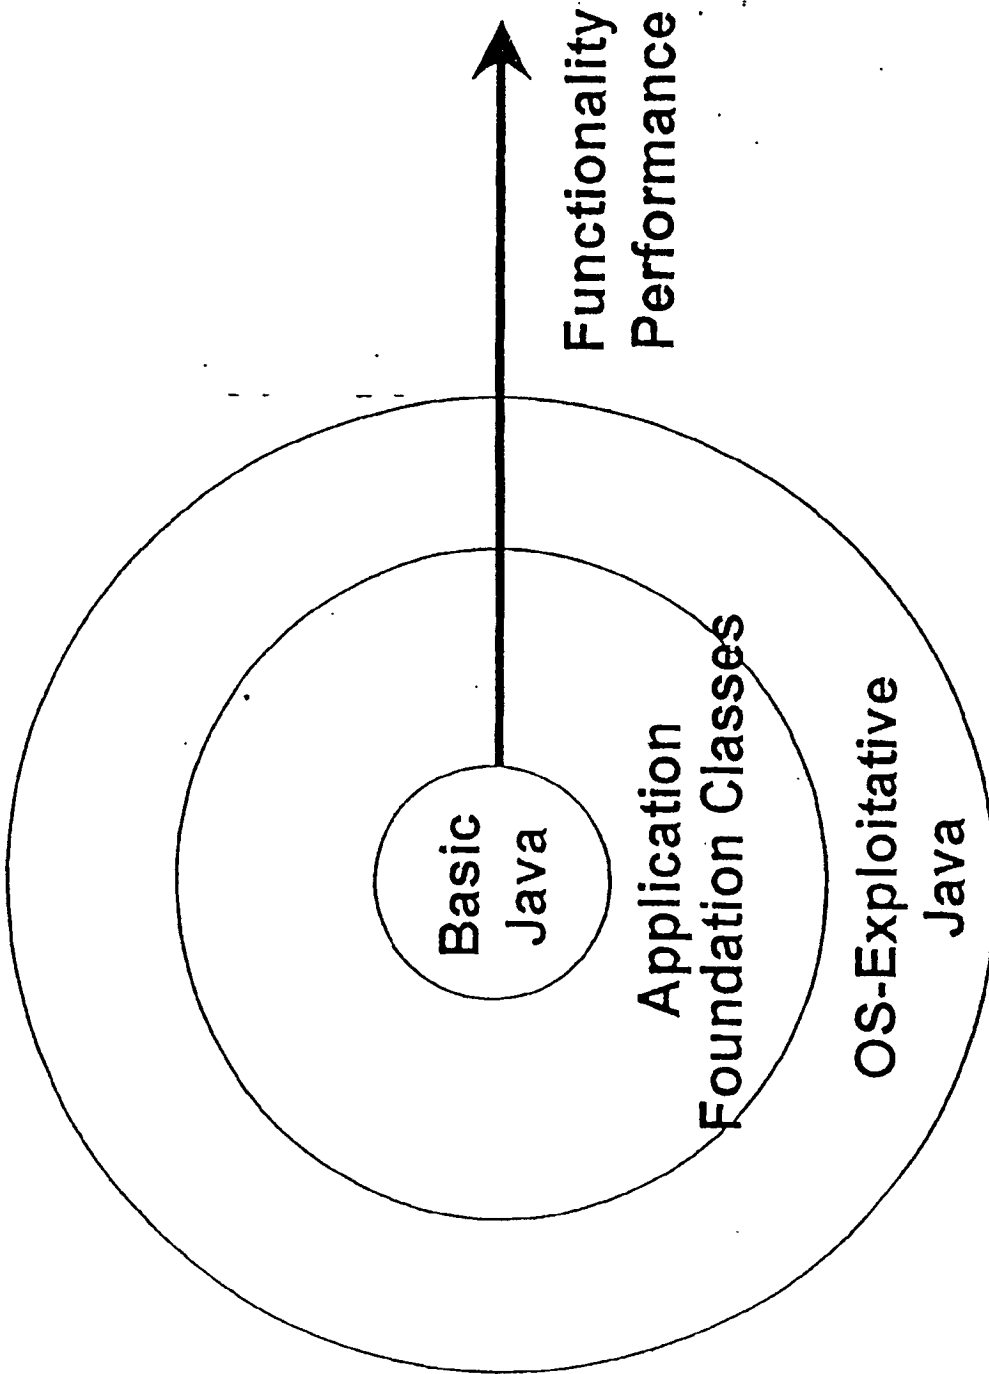 Basic
Java
Application
Foundation Classes
OS-Exploitative
Java
Functionality
Performance